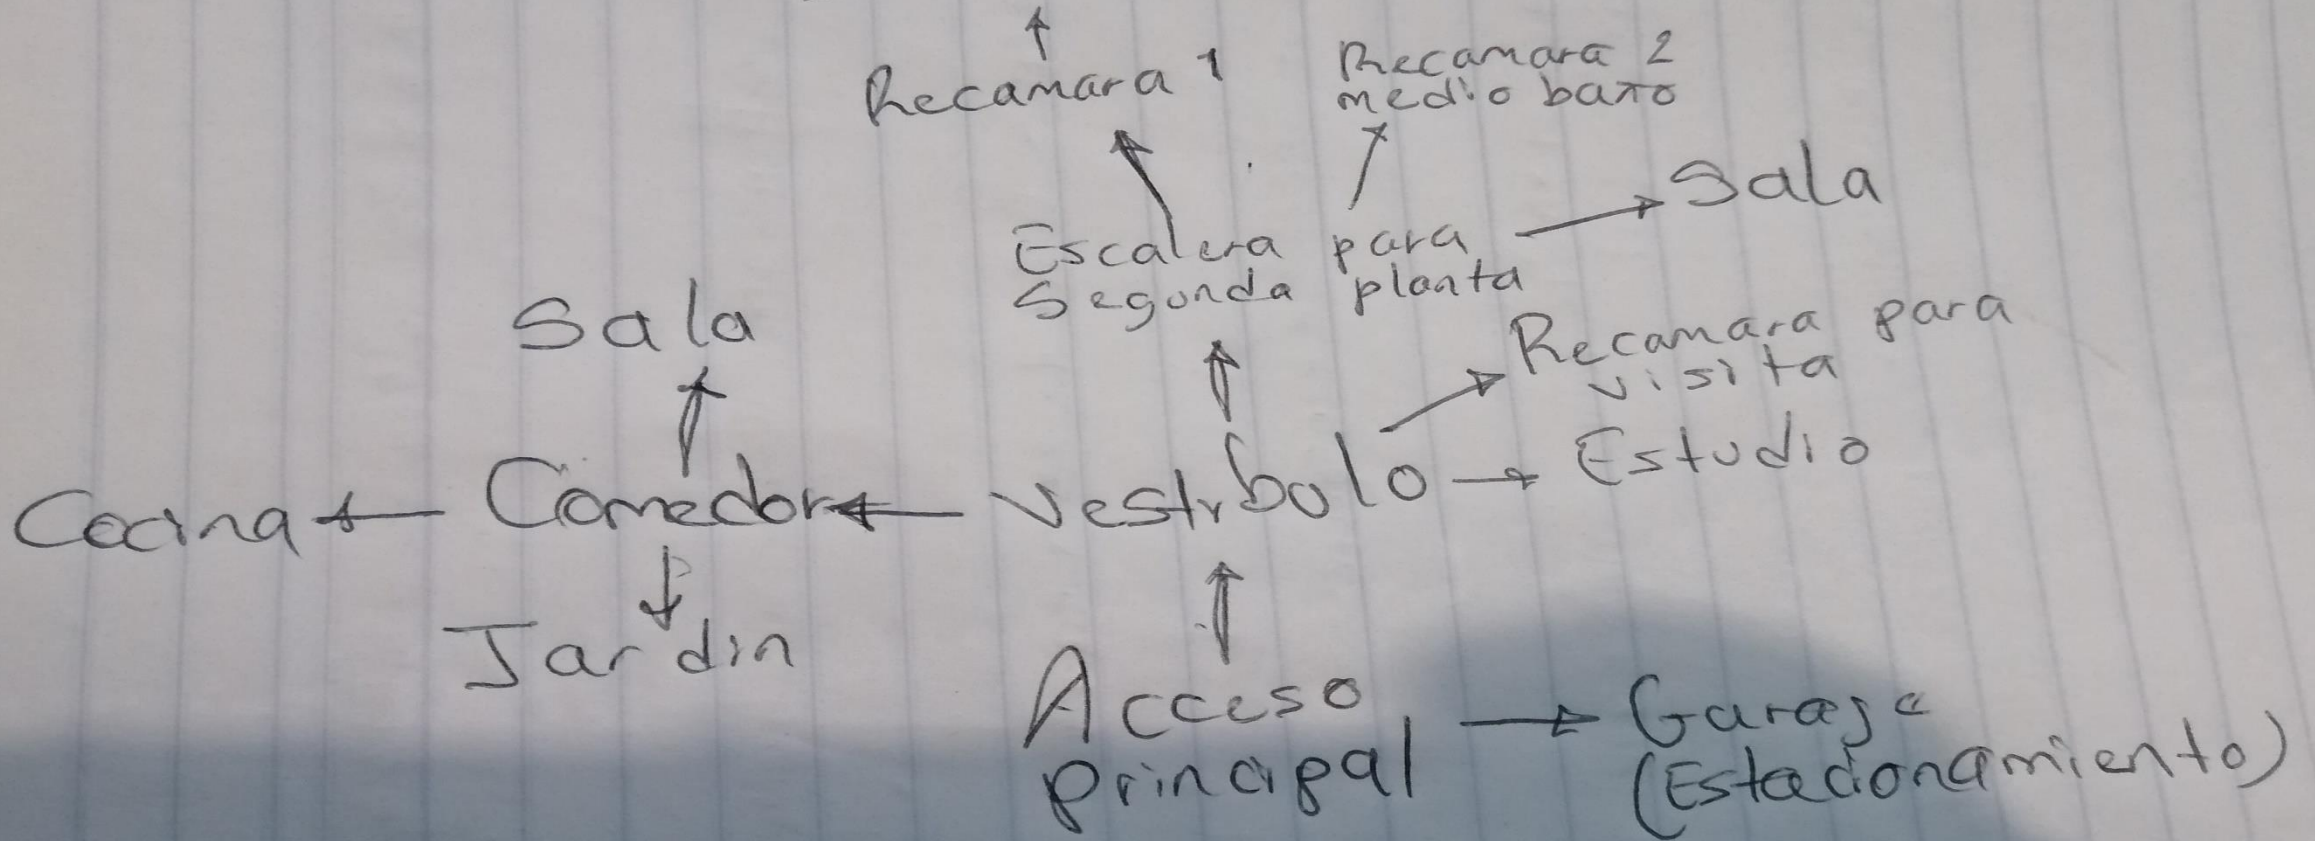 Recamara 1
Recamara 2
medio baño
Sala
Escalera para
Segunda planta
Sala
Recamara para
visita
Estudio
Cocina
Comedor
vestibulo
Jardin
Acceso
principal
Garaje
(Estacionamiento)